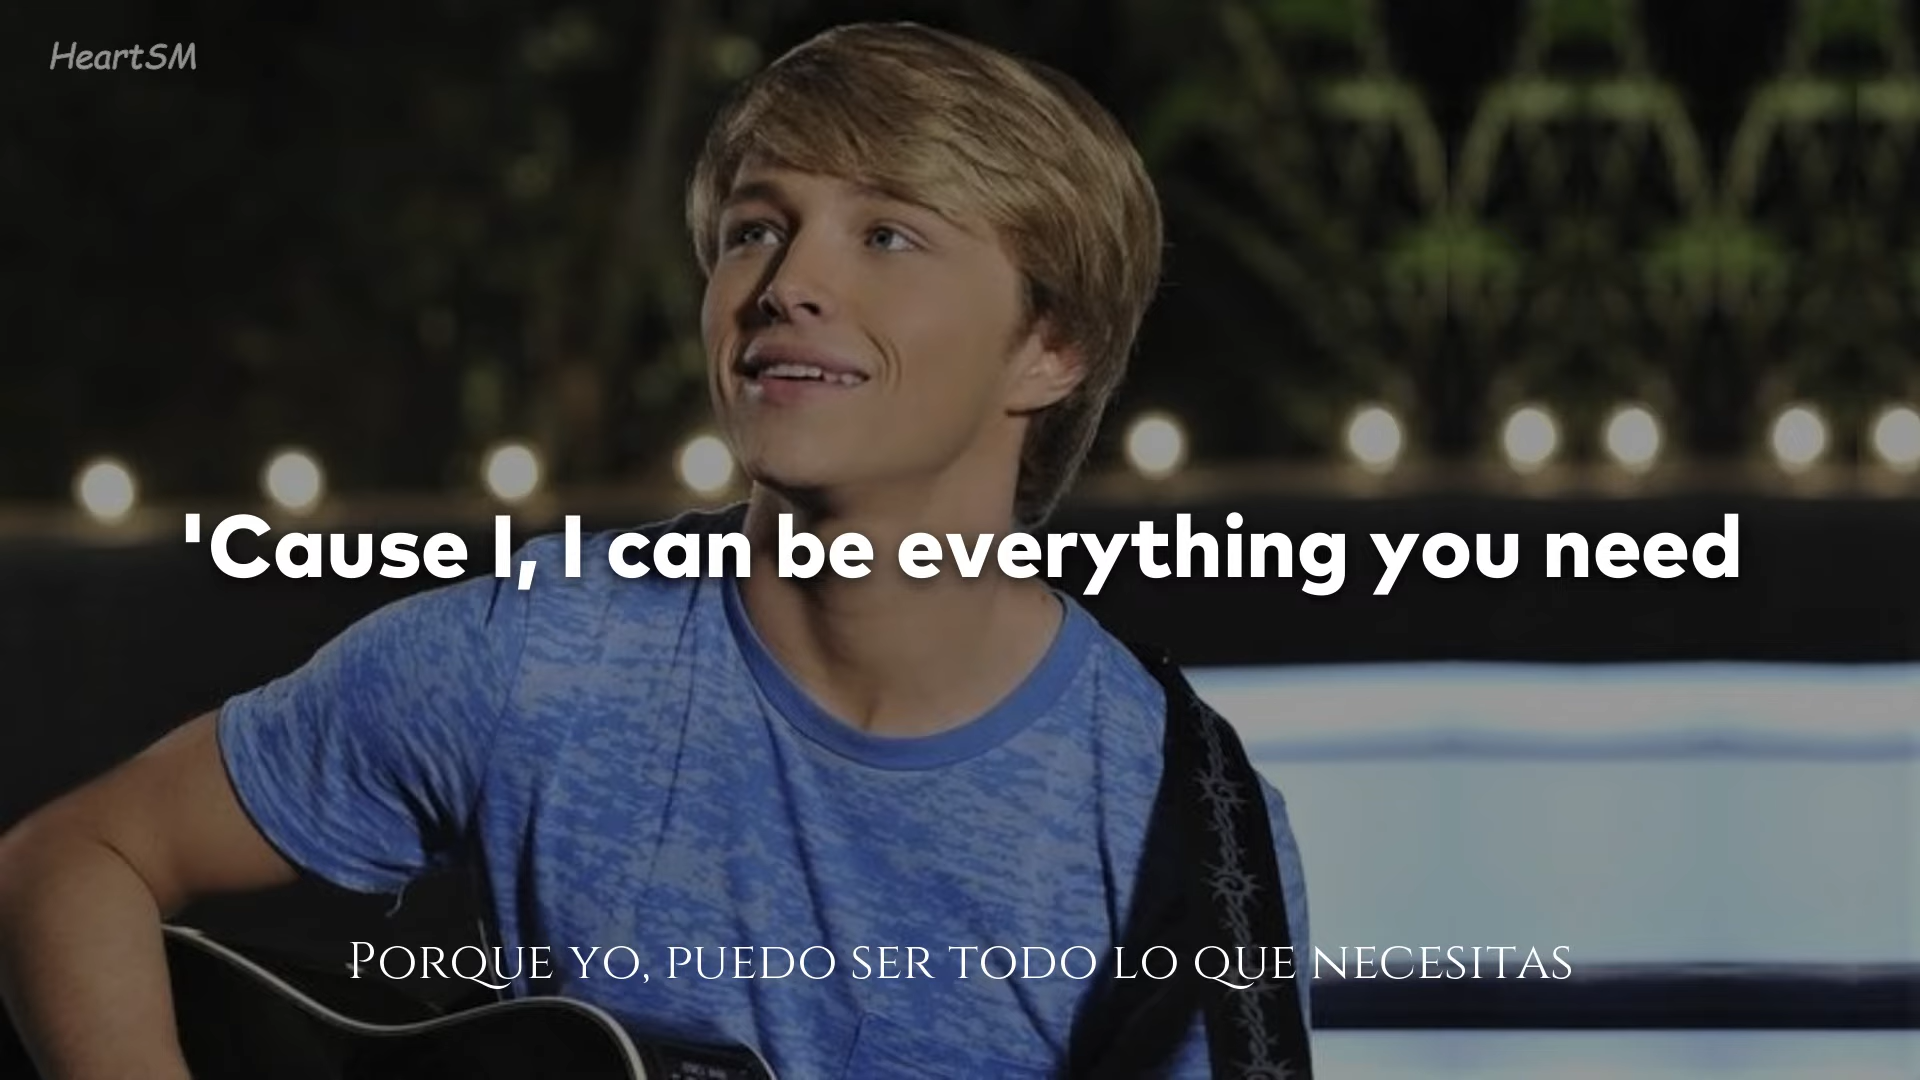 HeartSM
'Cause I, I can be everything you need
Porque yo, puedo ser todo lo que necesitas